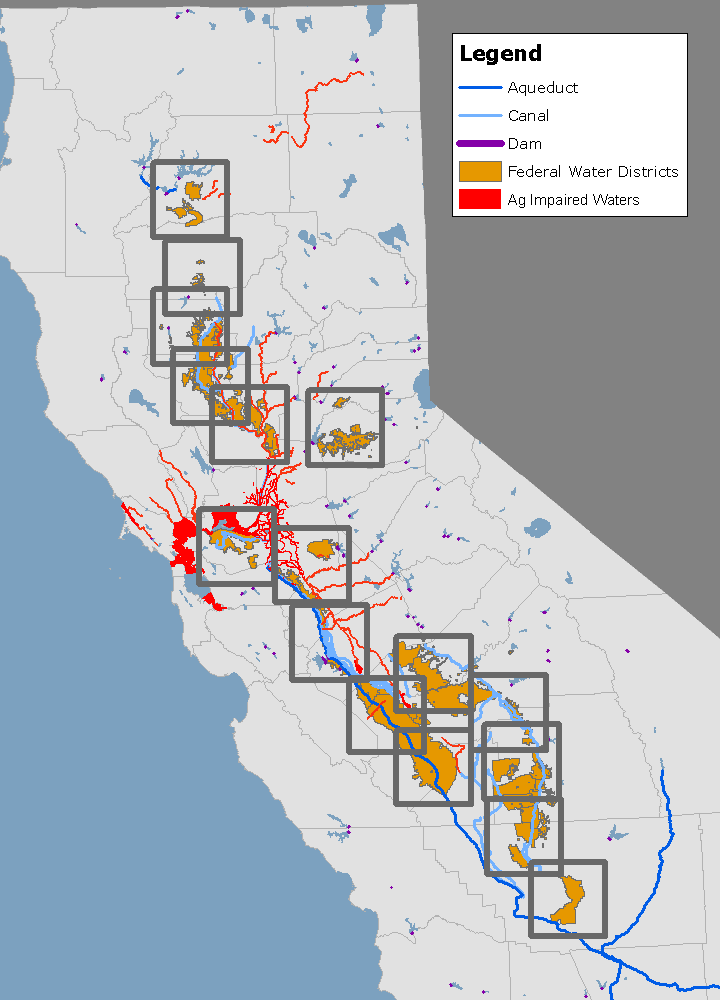 Legend
Aqueduct
Canal
Dam
Federal Water Districts
Ag Impaired Waters